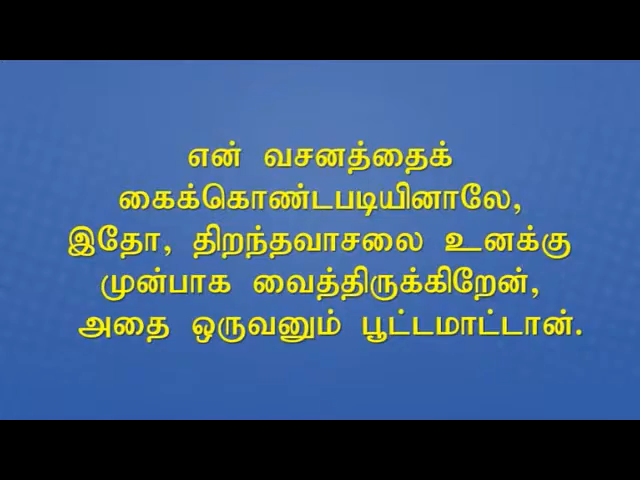 என் வசனத்தைக்
கைக்கொண்டபடியினாலே,
இதோ, திறந்தவாசலை உனக்கு
முன்பாக வைத்திருக்கிறேன்,
அதை ஒருவனும் பூட்டமாட்டான்.